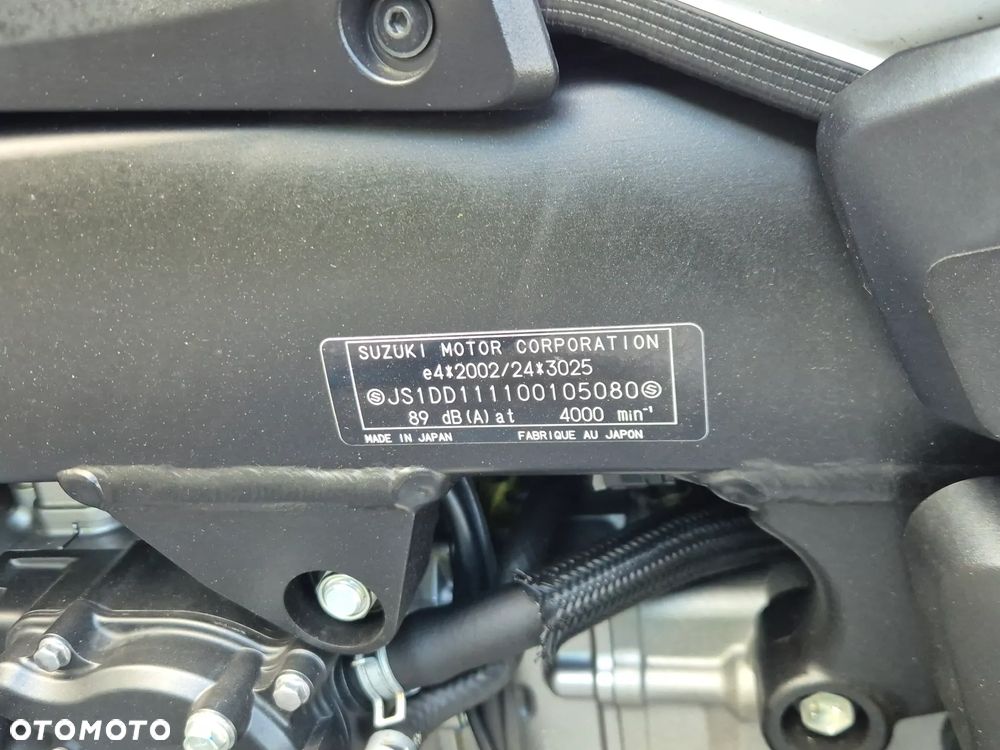 SUZUKI MOTOR CORPORATION
e4*2002/24*3025
JS1DD111100105080
89 dB(A) at 4000 min⁻¹
MADE IN JAPAN FABRIQUE AU JAPON
OTOMOTO